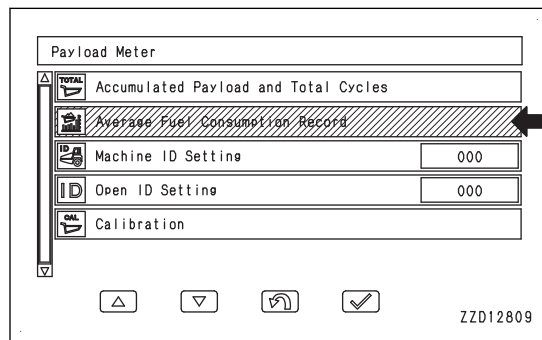 Payload Meter
TOTAL
Accumulated Payload and Total Cycles
Average Fuel Consumption Record
ID
Machine ID Setting 000
ID Open ID Setting 000
CAL
Calibration
ZZD12809